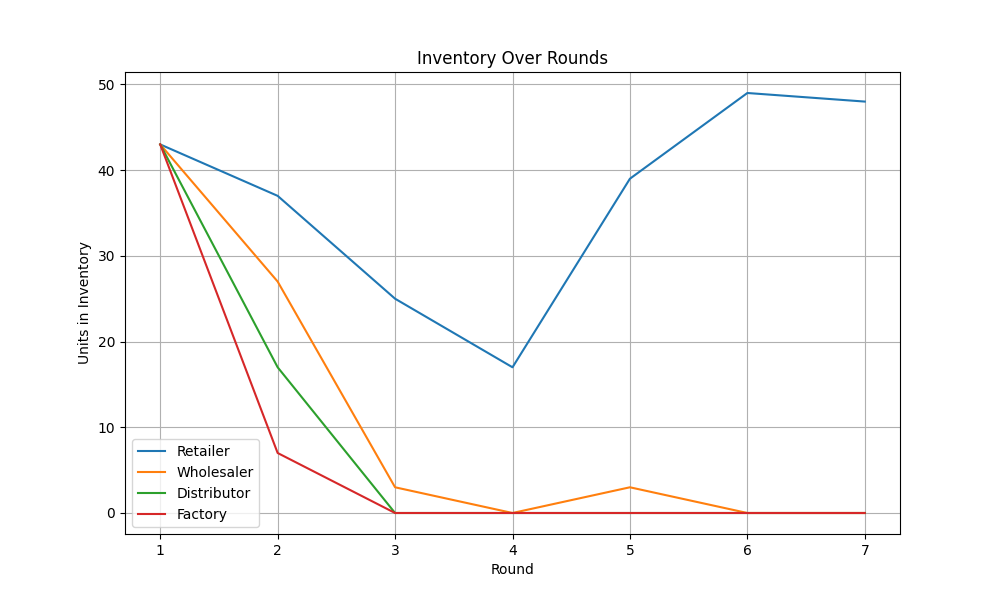 Inventory Over Rounds
Units in Inventory
50
40
30
20
10
0
Retailer
Wholesaler
Distributor
Factory
1 2 3 4 5 6 7
Round